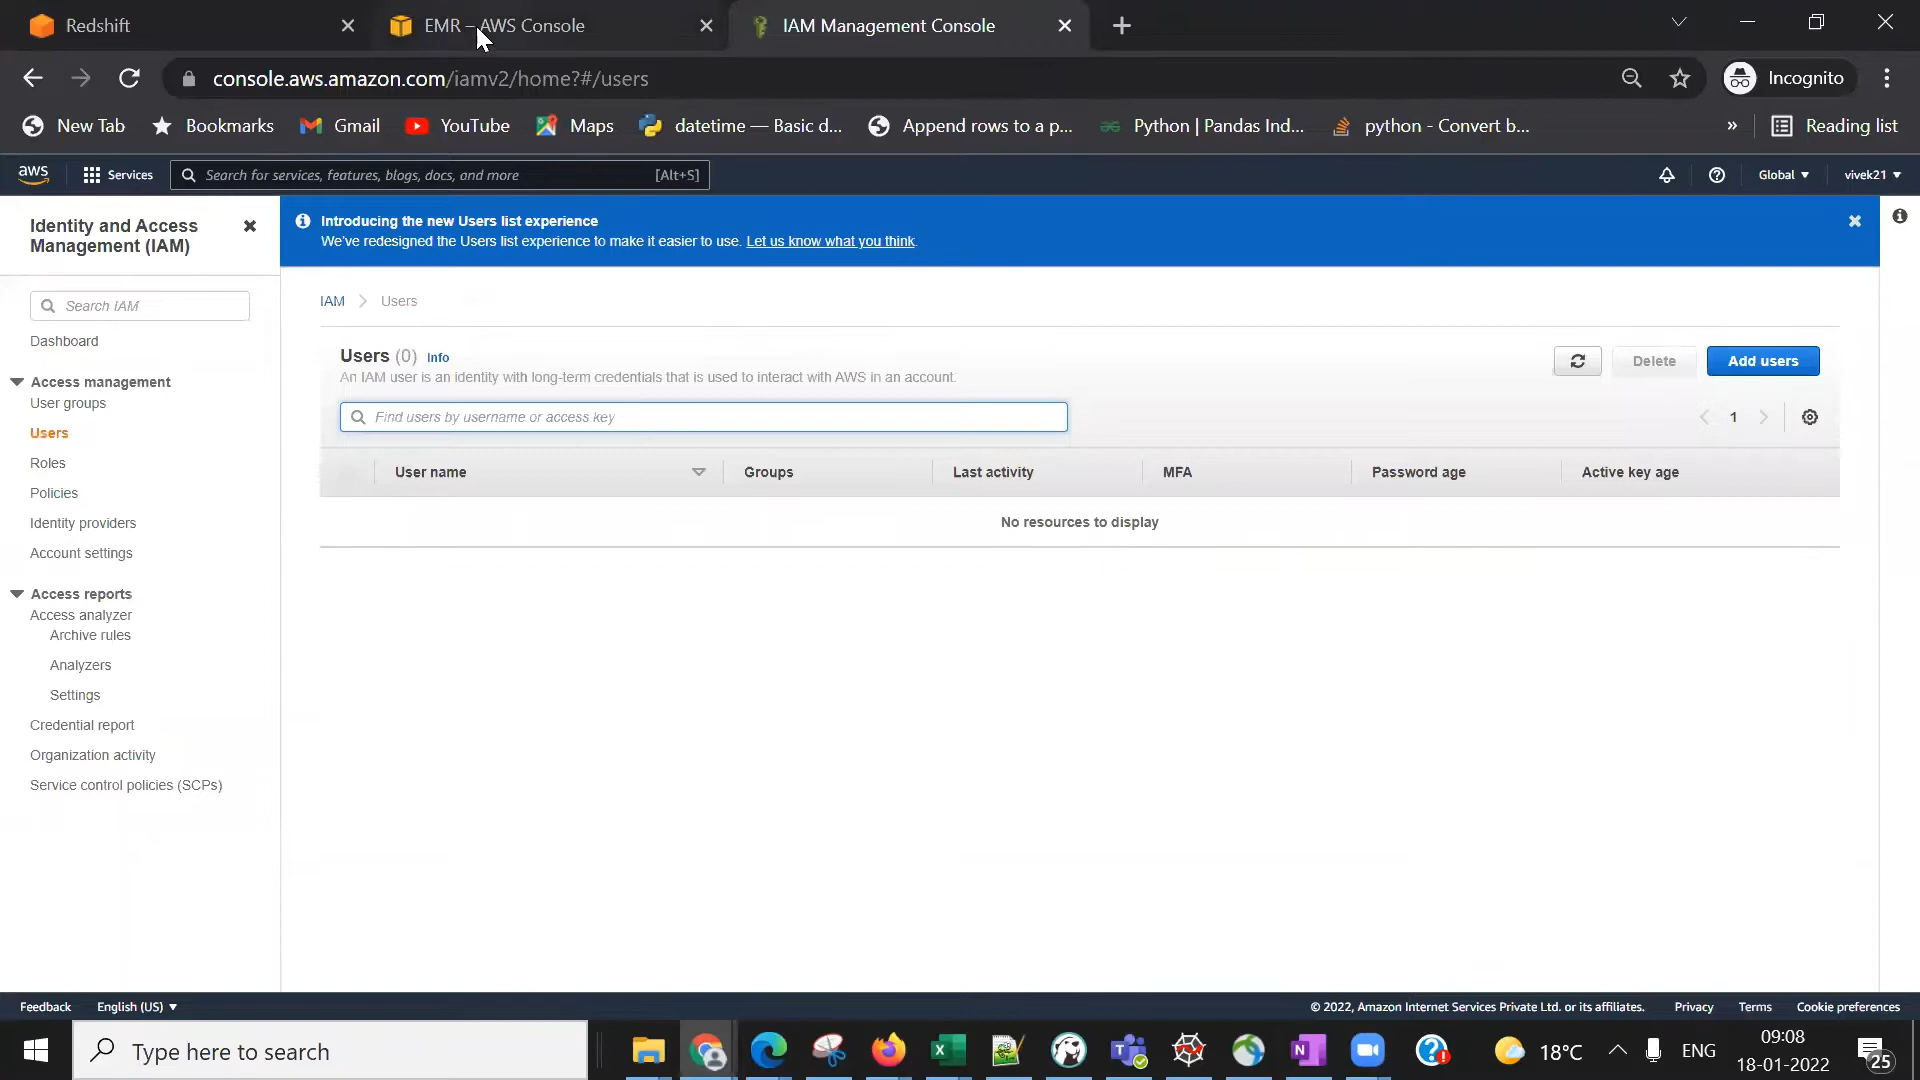 Redshift
EMR – AWS Console
IAM Management Console
console.aws.amazon.com/iamv2/home?#/users
Incognito
New Tab
Bookmarks
Gmail
YouTube
Maps
datetime — Basic d...
Append rows to a p...
Python | Pandas Ind...
python - Convert b...
»
Reading list
aws
Services
Search for services, features, blogs, docs, and more
[Alt+S]
Global
vivek21
Identity and Access
Management (IAM)
Search IAM
Dashboard
Access management
User groups
Users
Roles
Policies
Identity providers
Account settings
Access reports
Access analyzer
Archive rules
Analyzers
Settings
Credential report
Organization activity
Service control policies (SCPs)
Introducing the new Users list experience
We've redesigned the Users list experience to make it easier to use. Let us know what you think.
IAM
Users
Users (0) Info
An IAM user is an identity with long-term credentials that is used to interact with AWS in an account.
Delete
Add users
Find users by username or access key
1
User name
Groups
Last activity
MFA
Password age
Active key age
No resources to display
Feedback
English (US)
© 2022, Amazon Internet Services Private Ltd. or its affiliates.
Privacy
Terms
Cookie preferences
Type here to search
18°C
ENG
09:08
18-01-2022
25